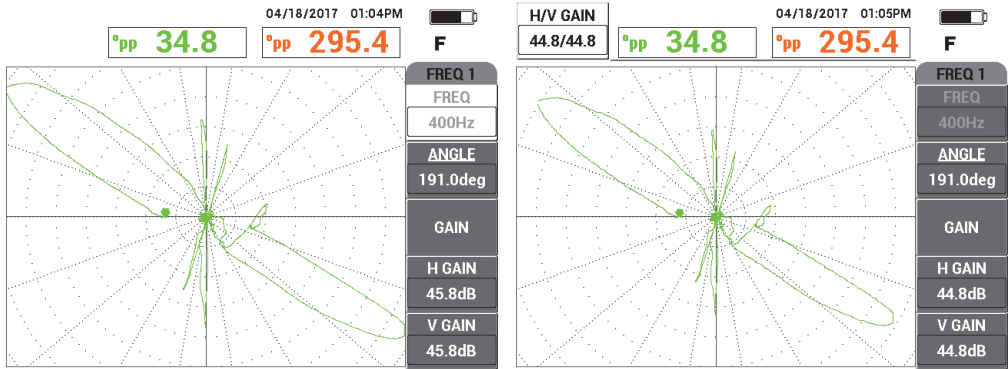 04/18/2017 01:04PM
°pp 34.8
°pp 295.4
F
FREQ 1
FREQ
400Hz
ANGLE
191.0deg
GAIN
H GAIN
45.8dB
V GAIN
45.8dB
H/V GAIN
44.8/44.8
04/18/2017 01:05PM
°pp 34.8
°pp 295.4
F
FREQ 1
FREQ
400Hz
ANGLE
191.0deg
GAIN
H GAIN
44.8dB
V GAIN
44.8dB